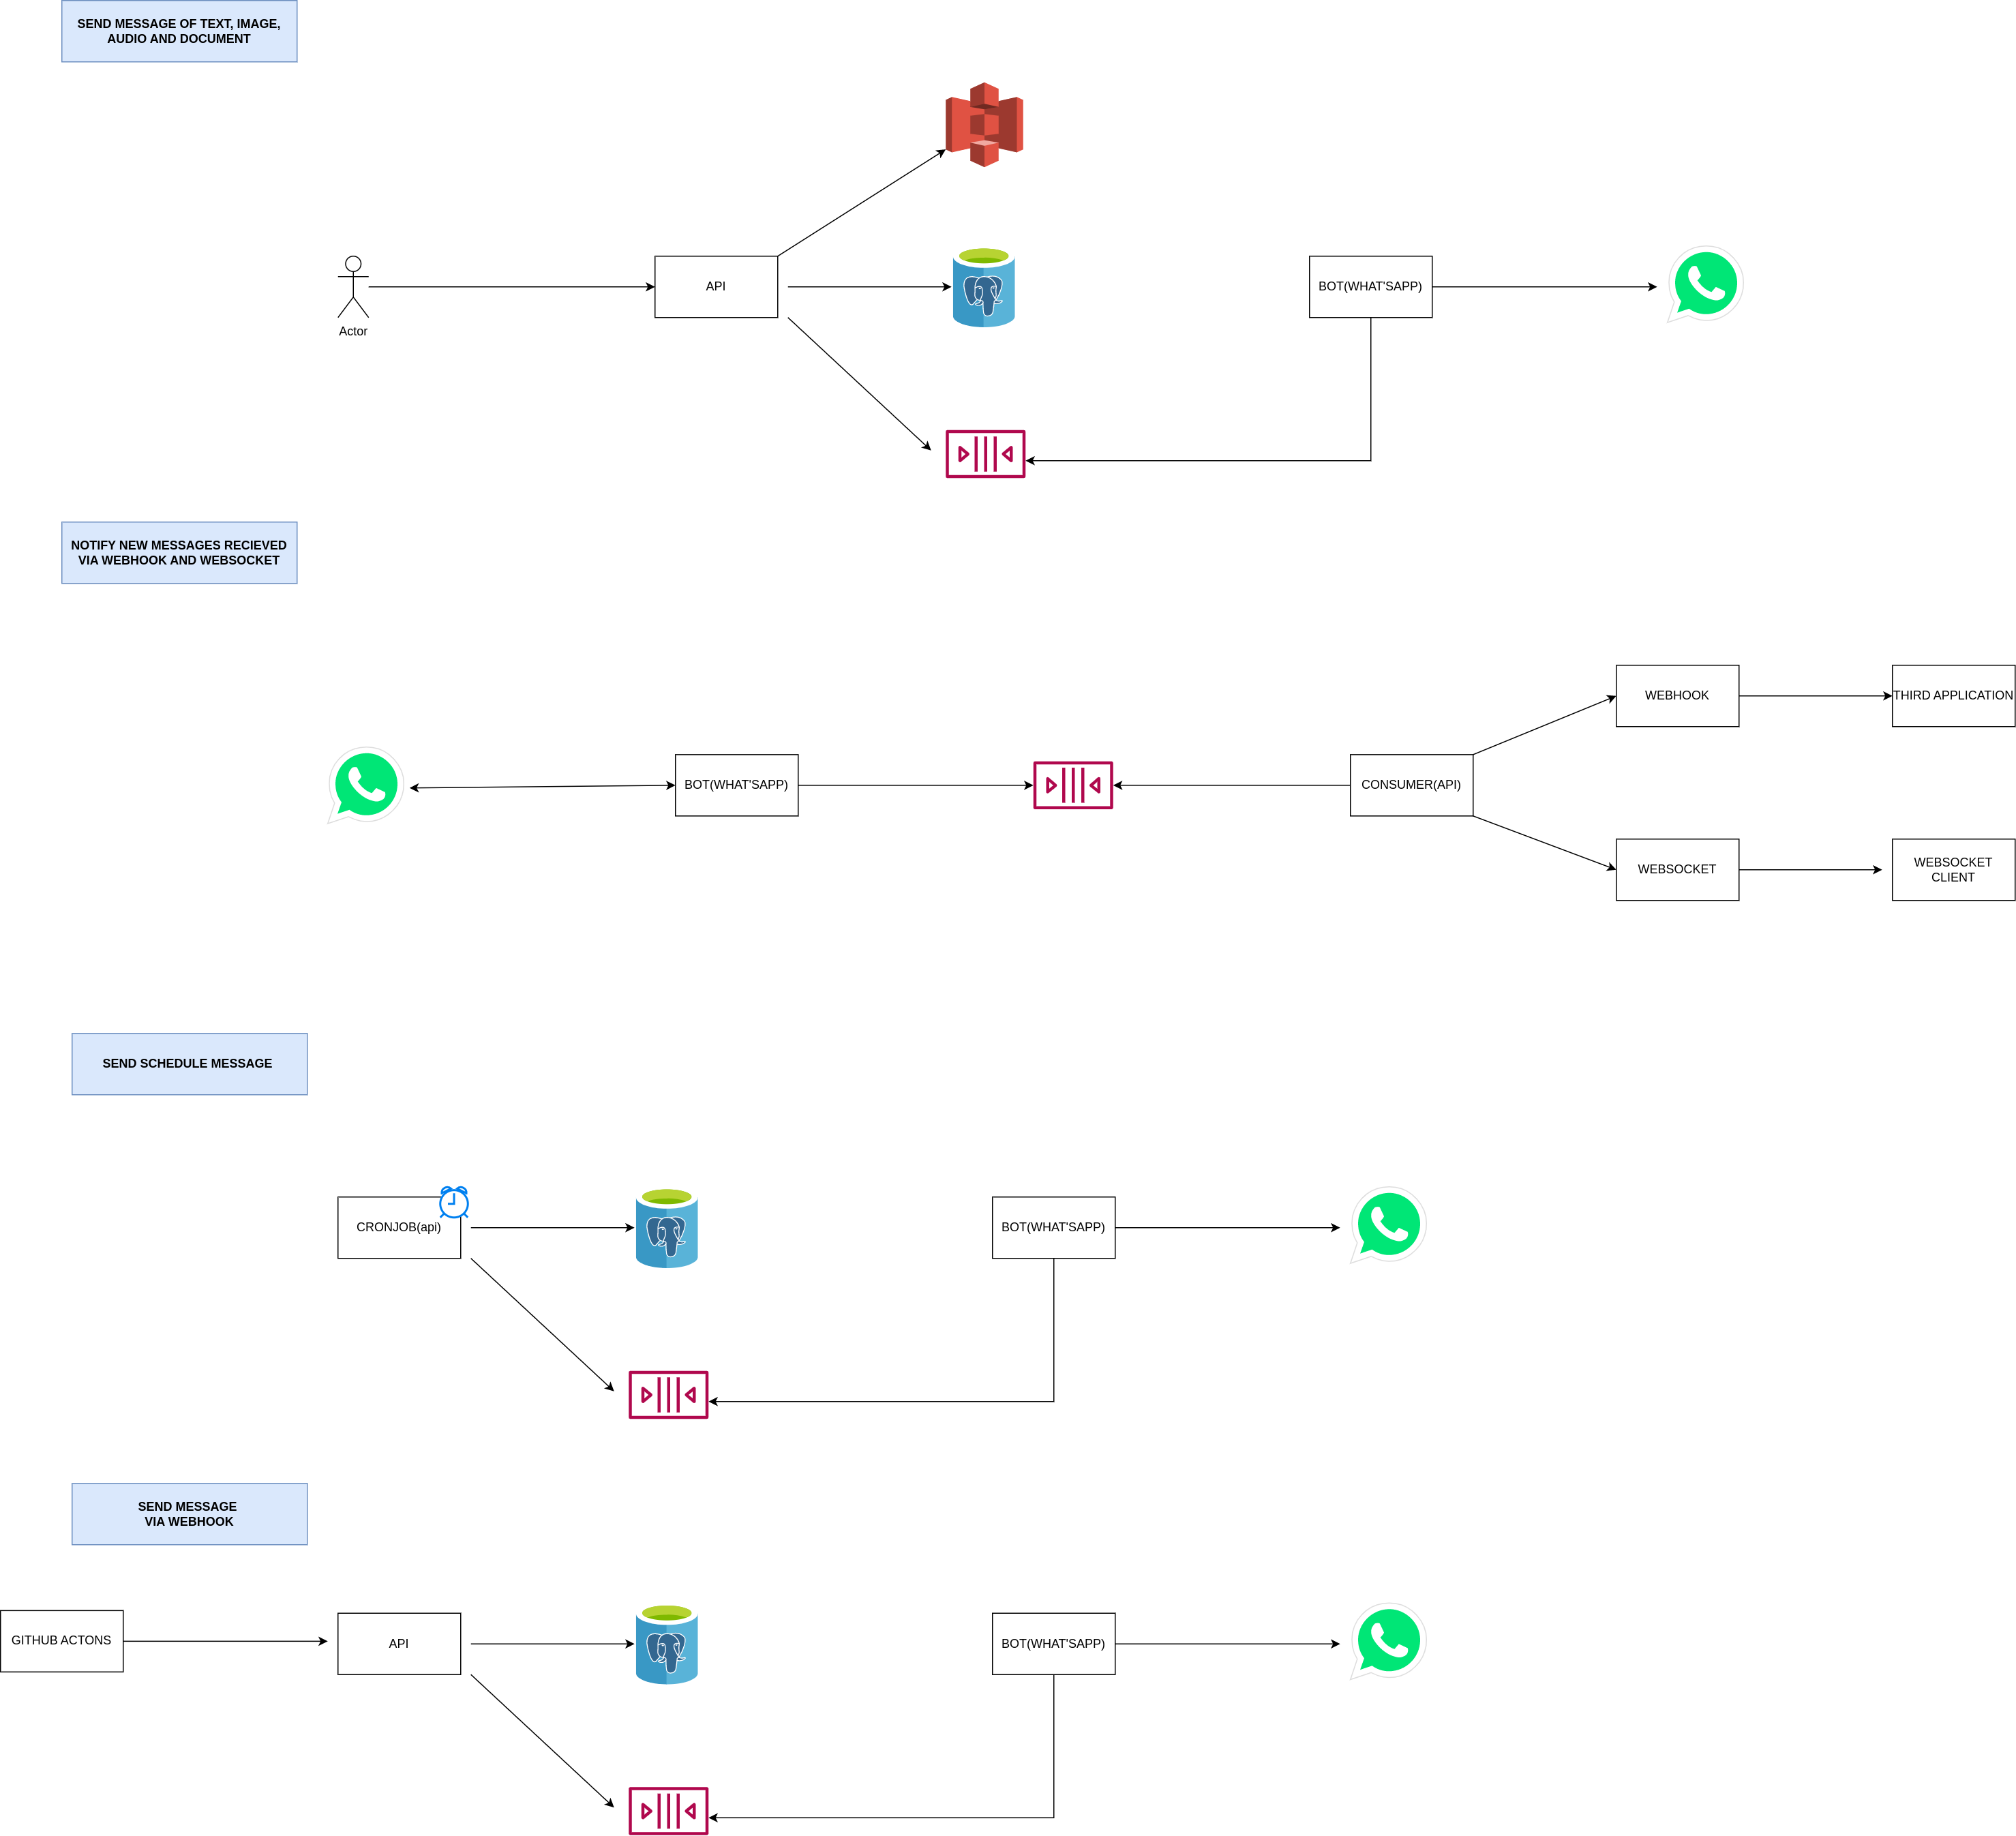 SEND MESSAGE OF TEXT, IMAGE,
AUDIO AND DOCUMENT
Actor
API
BOT(WHAT'SAPP)
NOTIFY NEW MESSAGES RECIEVED
VIA WEBHOOK AND WEBSOCKET
BOT(WHAT'SAPP)
CONSUMER(API)
WEBHOOK
THIRD APPLICATION
WEBSOCKET
WEBSOCKET
CLIENT
SEND SCHEDULE MESSAGE
CRONJOB(api)
BOT(WHAT'SAPP)
SEND MESSAGE
VIA WEBHOOK
GITHUB ACTONS
API
BOT(WHAT'SAPP)